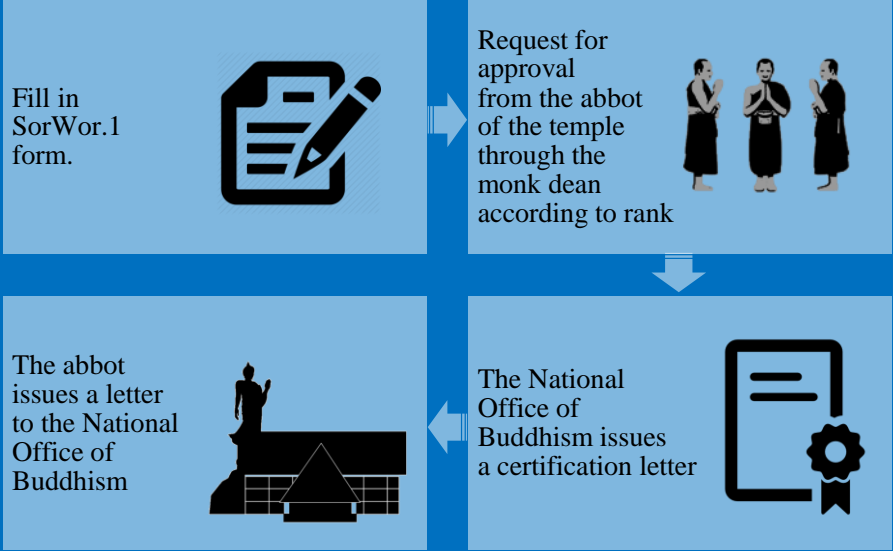 Fill in
SorWor.1
form.
Request for
approval
from the abbot
of the temple
through the
monk dean
according to rank
The National
Office of
Buddhism issues
a certification letter
The abbot
issues a letter
to the National
Office of
Buddhism